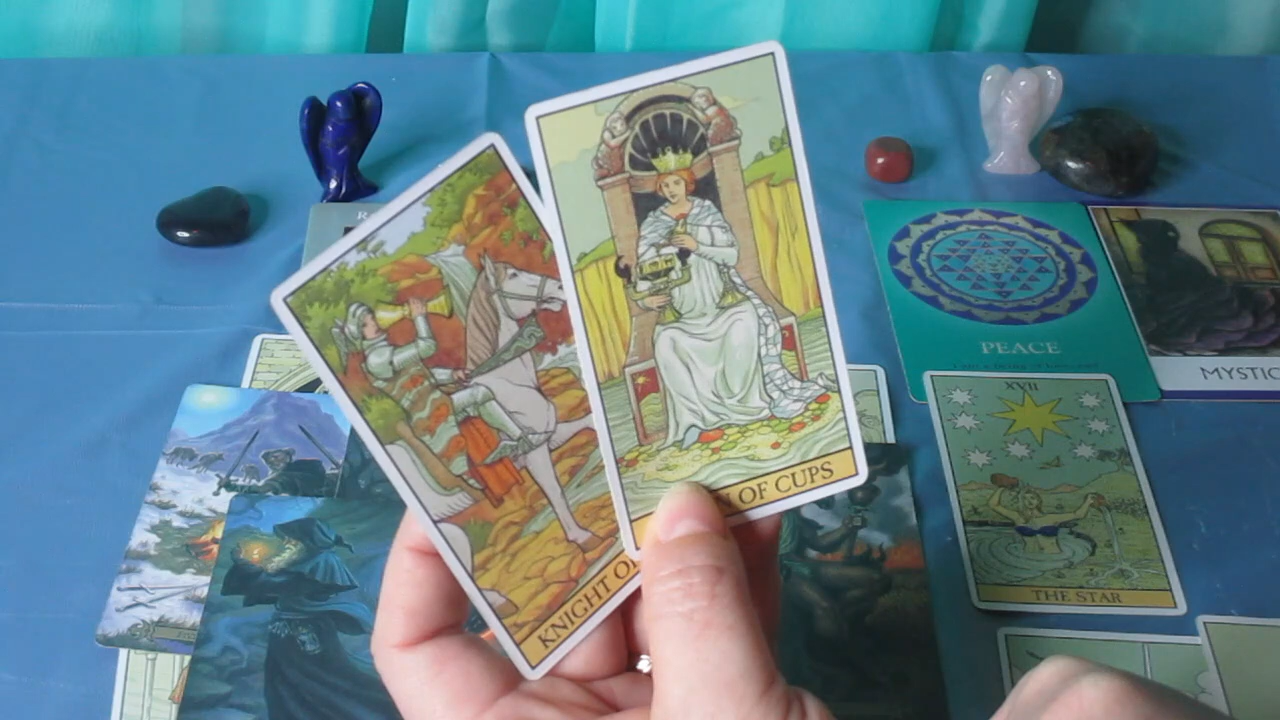 KNIGHT OF
OF CUPS
PEACE
MYSTIC
XVII
THE STAR